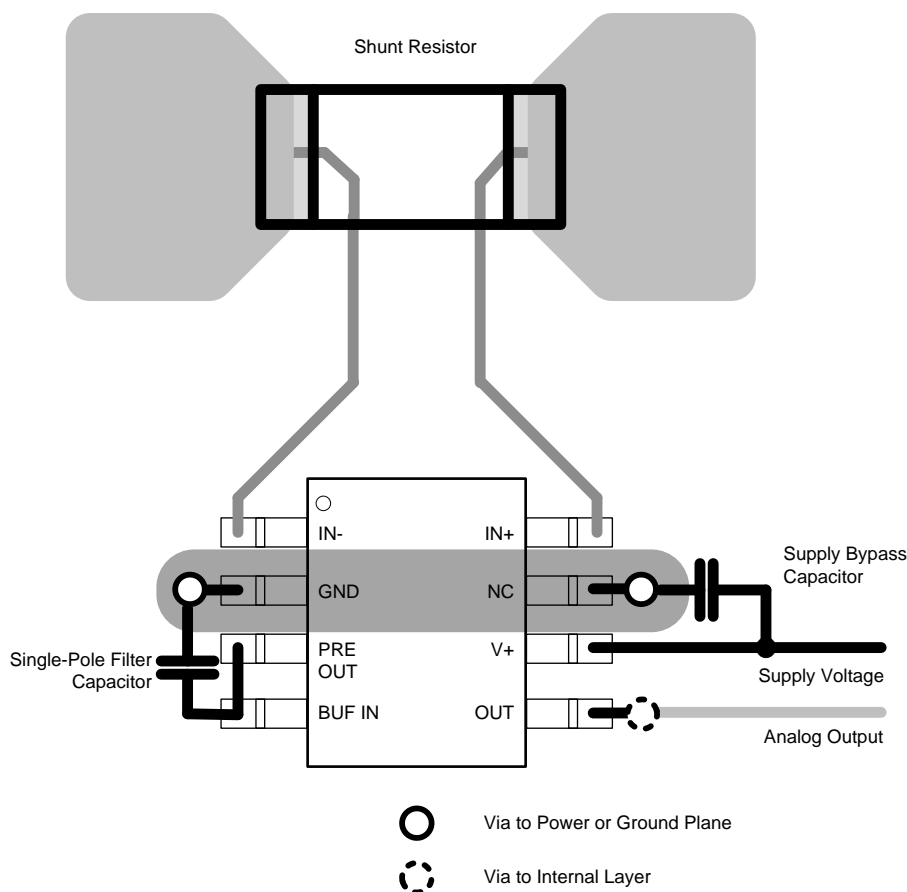 Shunt Resistor
IN-
IN+
GND
NC
Supply Bypass
Capacitor
PRE
OUT
V+
Single-Pole Filter
Capacitor
Supply Voltage
BUF IN
OUT
Analog Output
Via to Power or Ground Plane
Via to Internal Layer